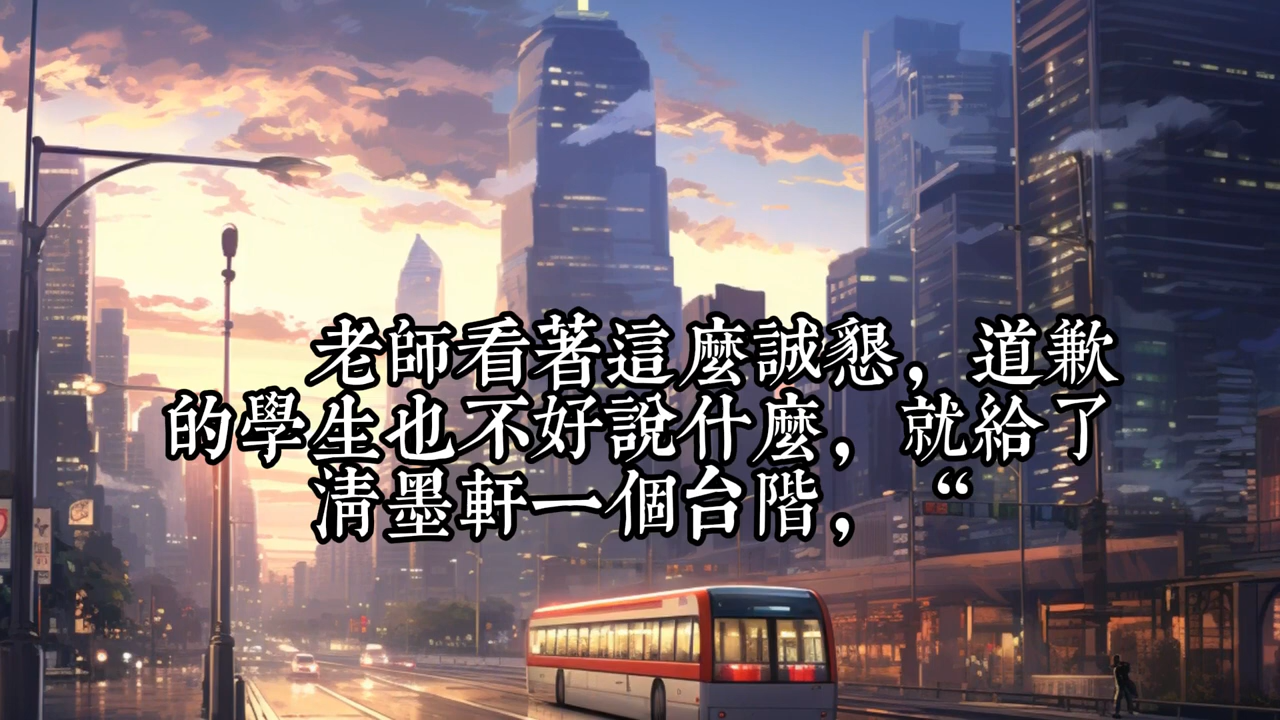 老師看著這麼誠懇，道歉
的學生也不好說什麼，就給了
淸墨軒一個台階，“